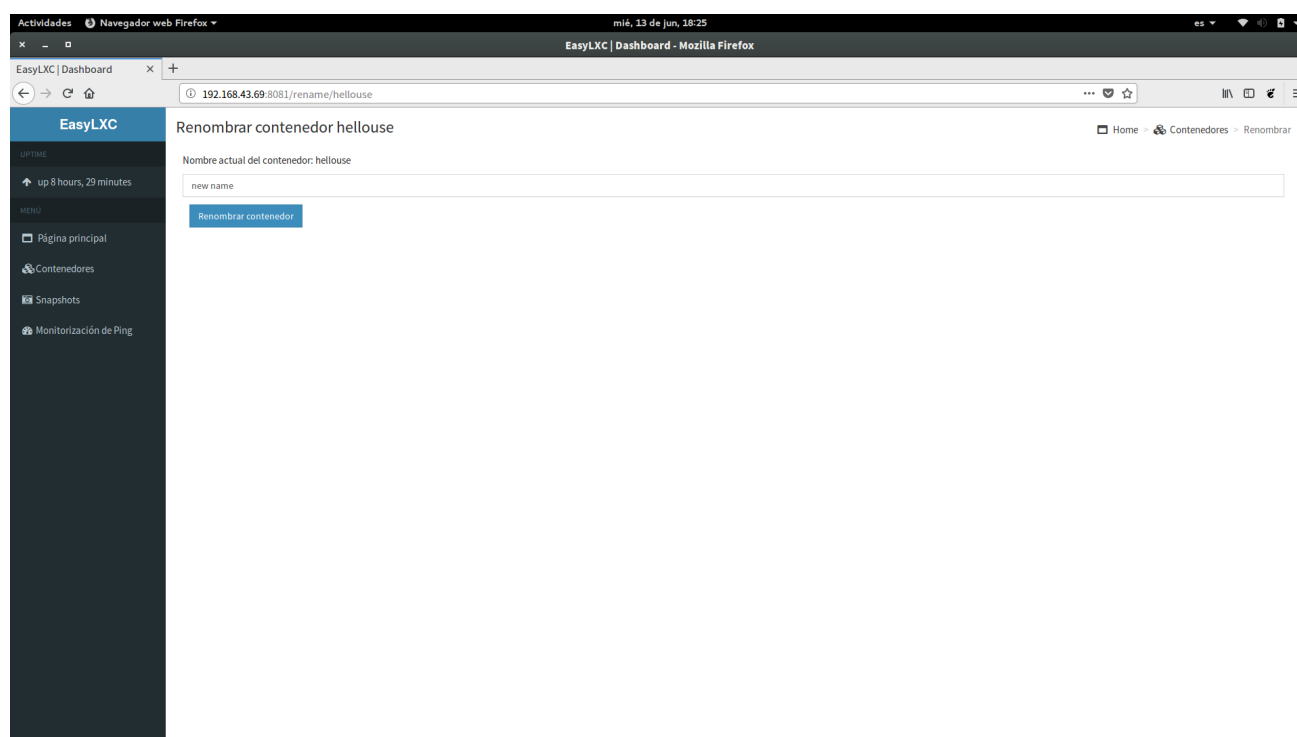 Actividades Navegador web Firefox mié, 13 de jun, 18:25 es
EasyLXC | Dashboard - Mozilla Firefox
EasyLXC | Dashboard
192.168.43.69:8081/rename/hellouse
EasyLXC
Renombrar contenedor hellouse
Home > Contenedores > Renombrar
UPTIME
Nombre actual del contenedor: hellouse
up 8 hours, 29 minutes
new name
MENÚ
Renombrar contenedor
Página principal
Contenedores
Snapshots
Monitorización de Ping